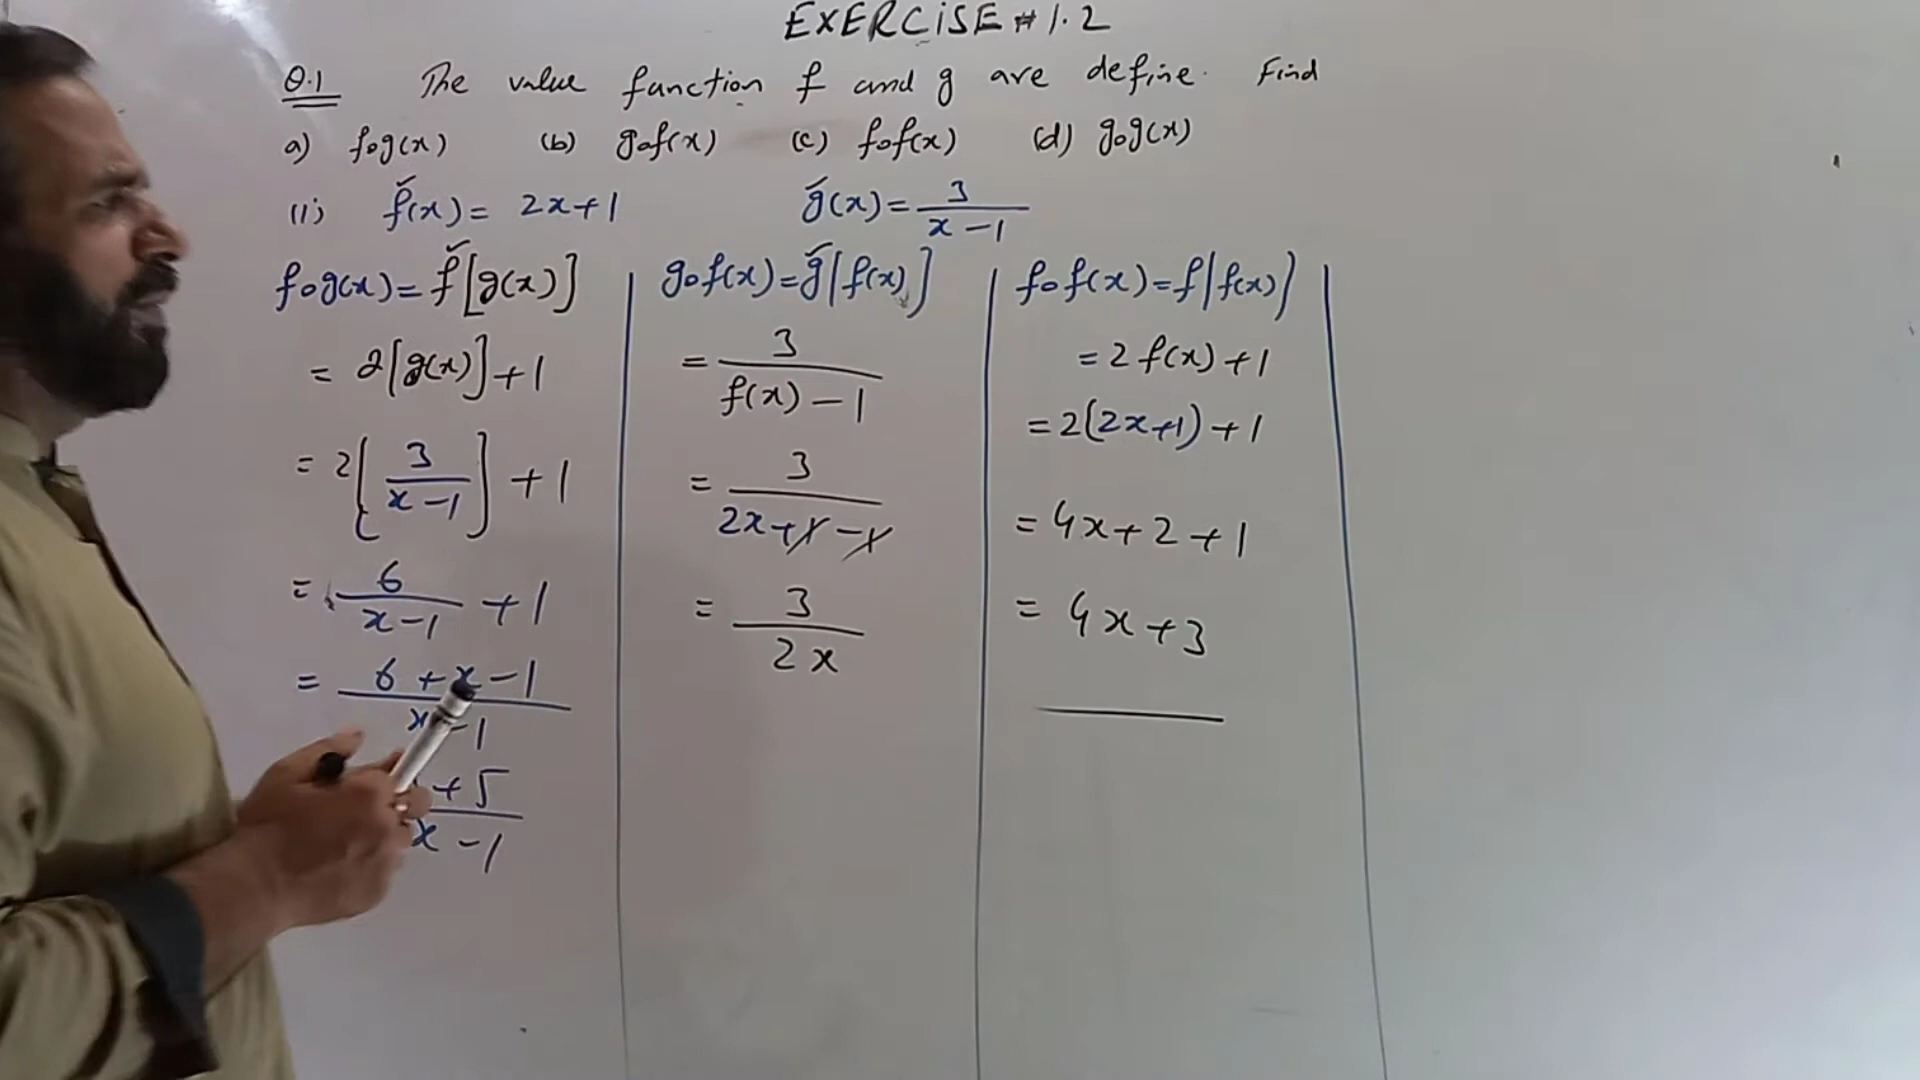 EXERCISE # 1.2
Q.1 The value function f and g are define. Find
a) fog(x) (b) gof(x) (c) fof(x) (d) gog(x)
(i) f(x) = 2x+1 g(x) = 3/(x-1)
fog(x) = f[g(x)]
= 2[g(x)]+1
= 2[3/(x-1)] + 1
= 6/(x-1) + 1
= (6+x-1)/(x-1)
+5/(x-1)
gof(x) = g[f(x)]
= 3/(f(x)-1)
= 3/(2x+1-1)
= 3/(2x)
fof(x) = f[f(x)]
= 2f(x)+1
= 2(2x+1)+1
= 4x+2+1
= 4x+3